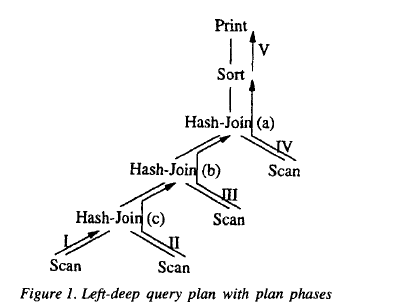 Print
V
Sort
Hash-Join (a)
IV
Hash-Join (b)
Scan
III
Hash-Join (c)
Scan
I
II
Scan
Scan
Figure 1. Left-deep query plan with plan phases